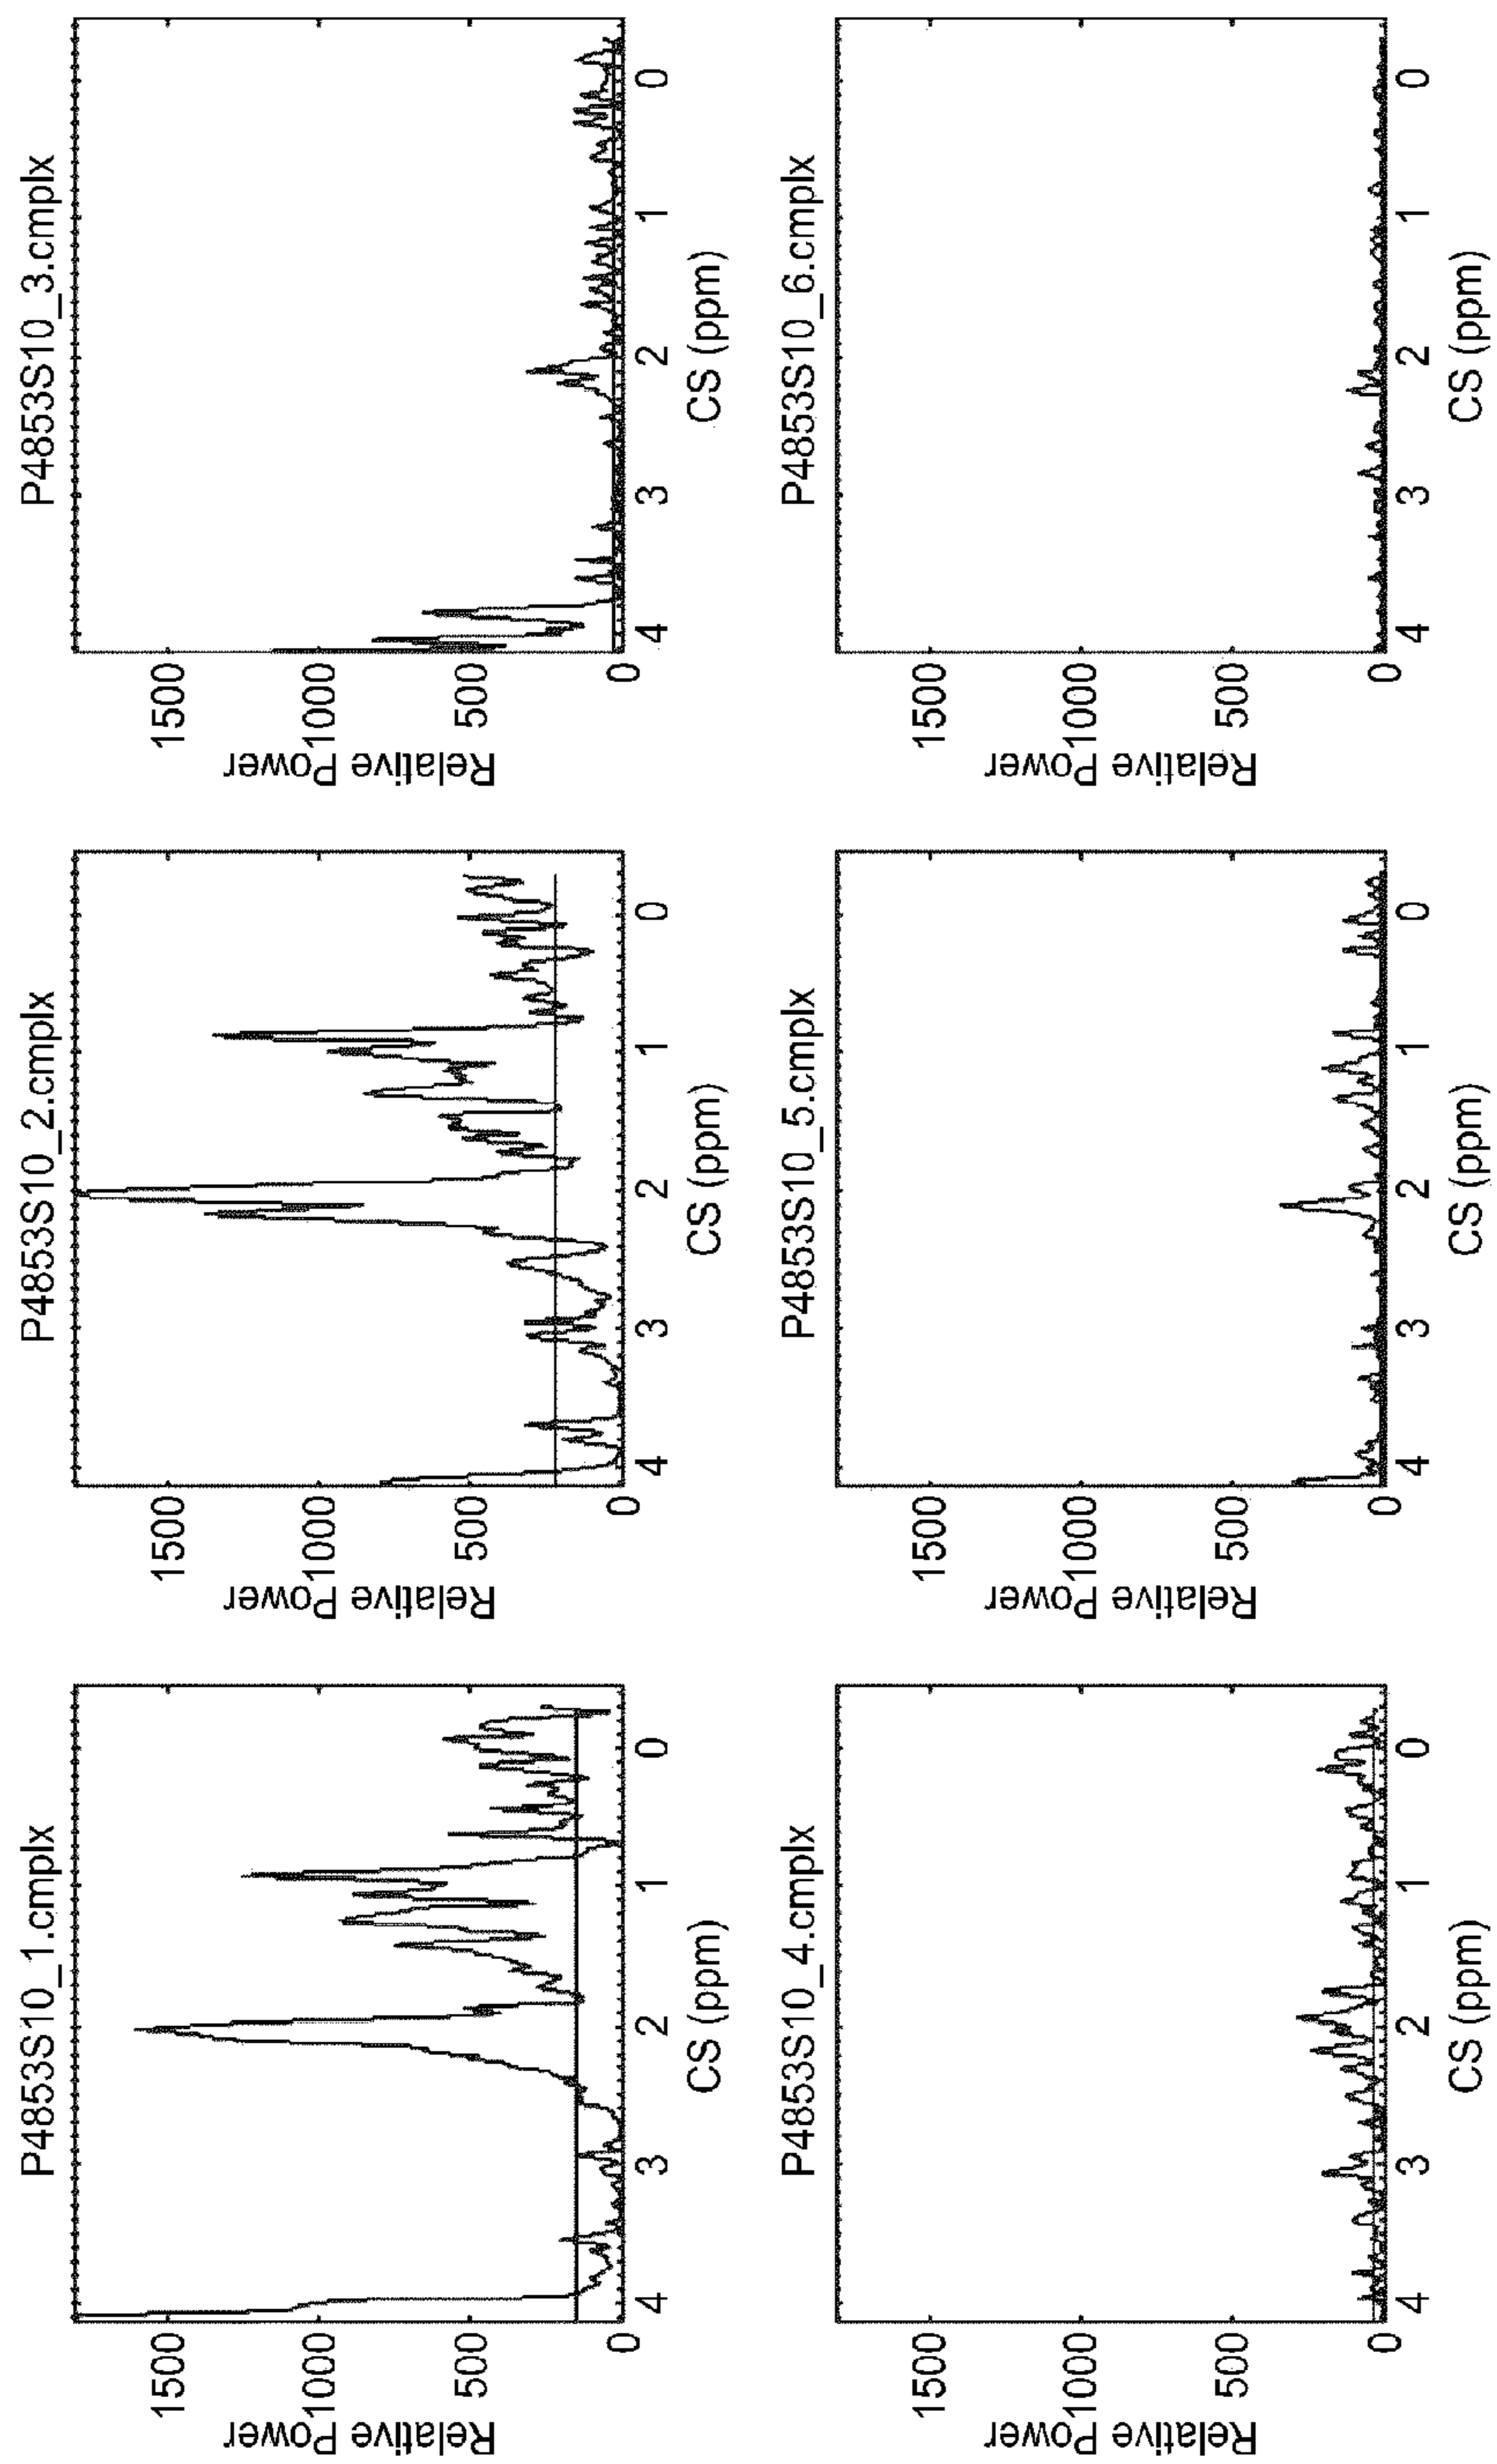 P4853S10_1.cmplx
Relative Power
1500
1000
500
0
4 3 2 1 0
CS (ppm)
P4853S10_2.cmplx
Relative Power
1500
1000
500
0
4 3 2 1 0
CS (ppm)
P4853S10_3.cmplx
Relative Power
1500
1000
500
0
4 3 2 1 0
CS (ppm)
P4853S10_4.cmplx
Relative Power
1500
1000
500
0
4 3 2 1 0
CS (ppm)
P4853S10_5.cmplx
Relative Power
1500
1000
500
0
4 3 2 1 0
CS (ppm)
P4853S10_6.cmplx
Relative Power
1500
1000
500
0
4 3 2 1 0
CS (ppm)